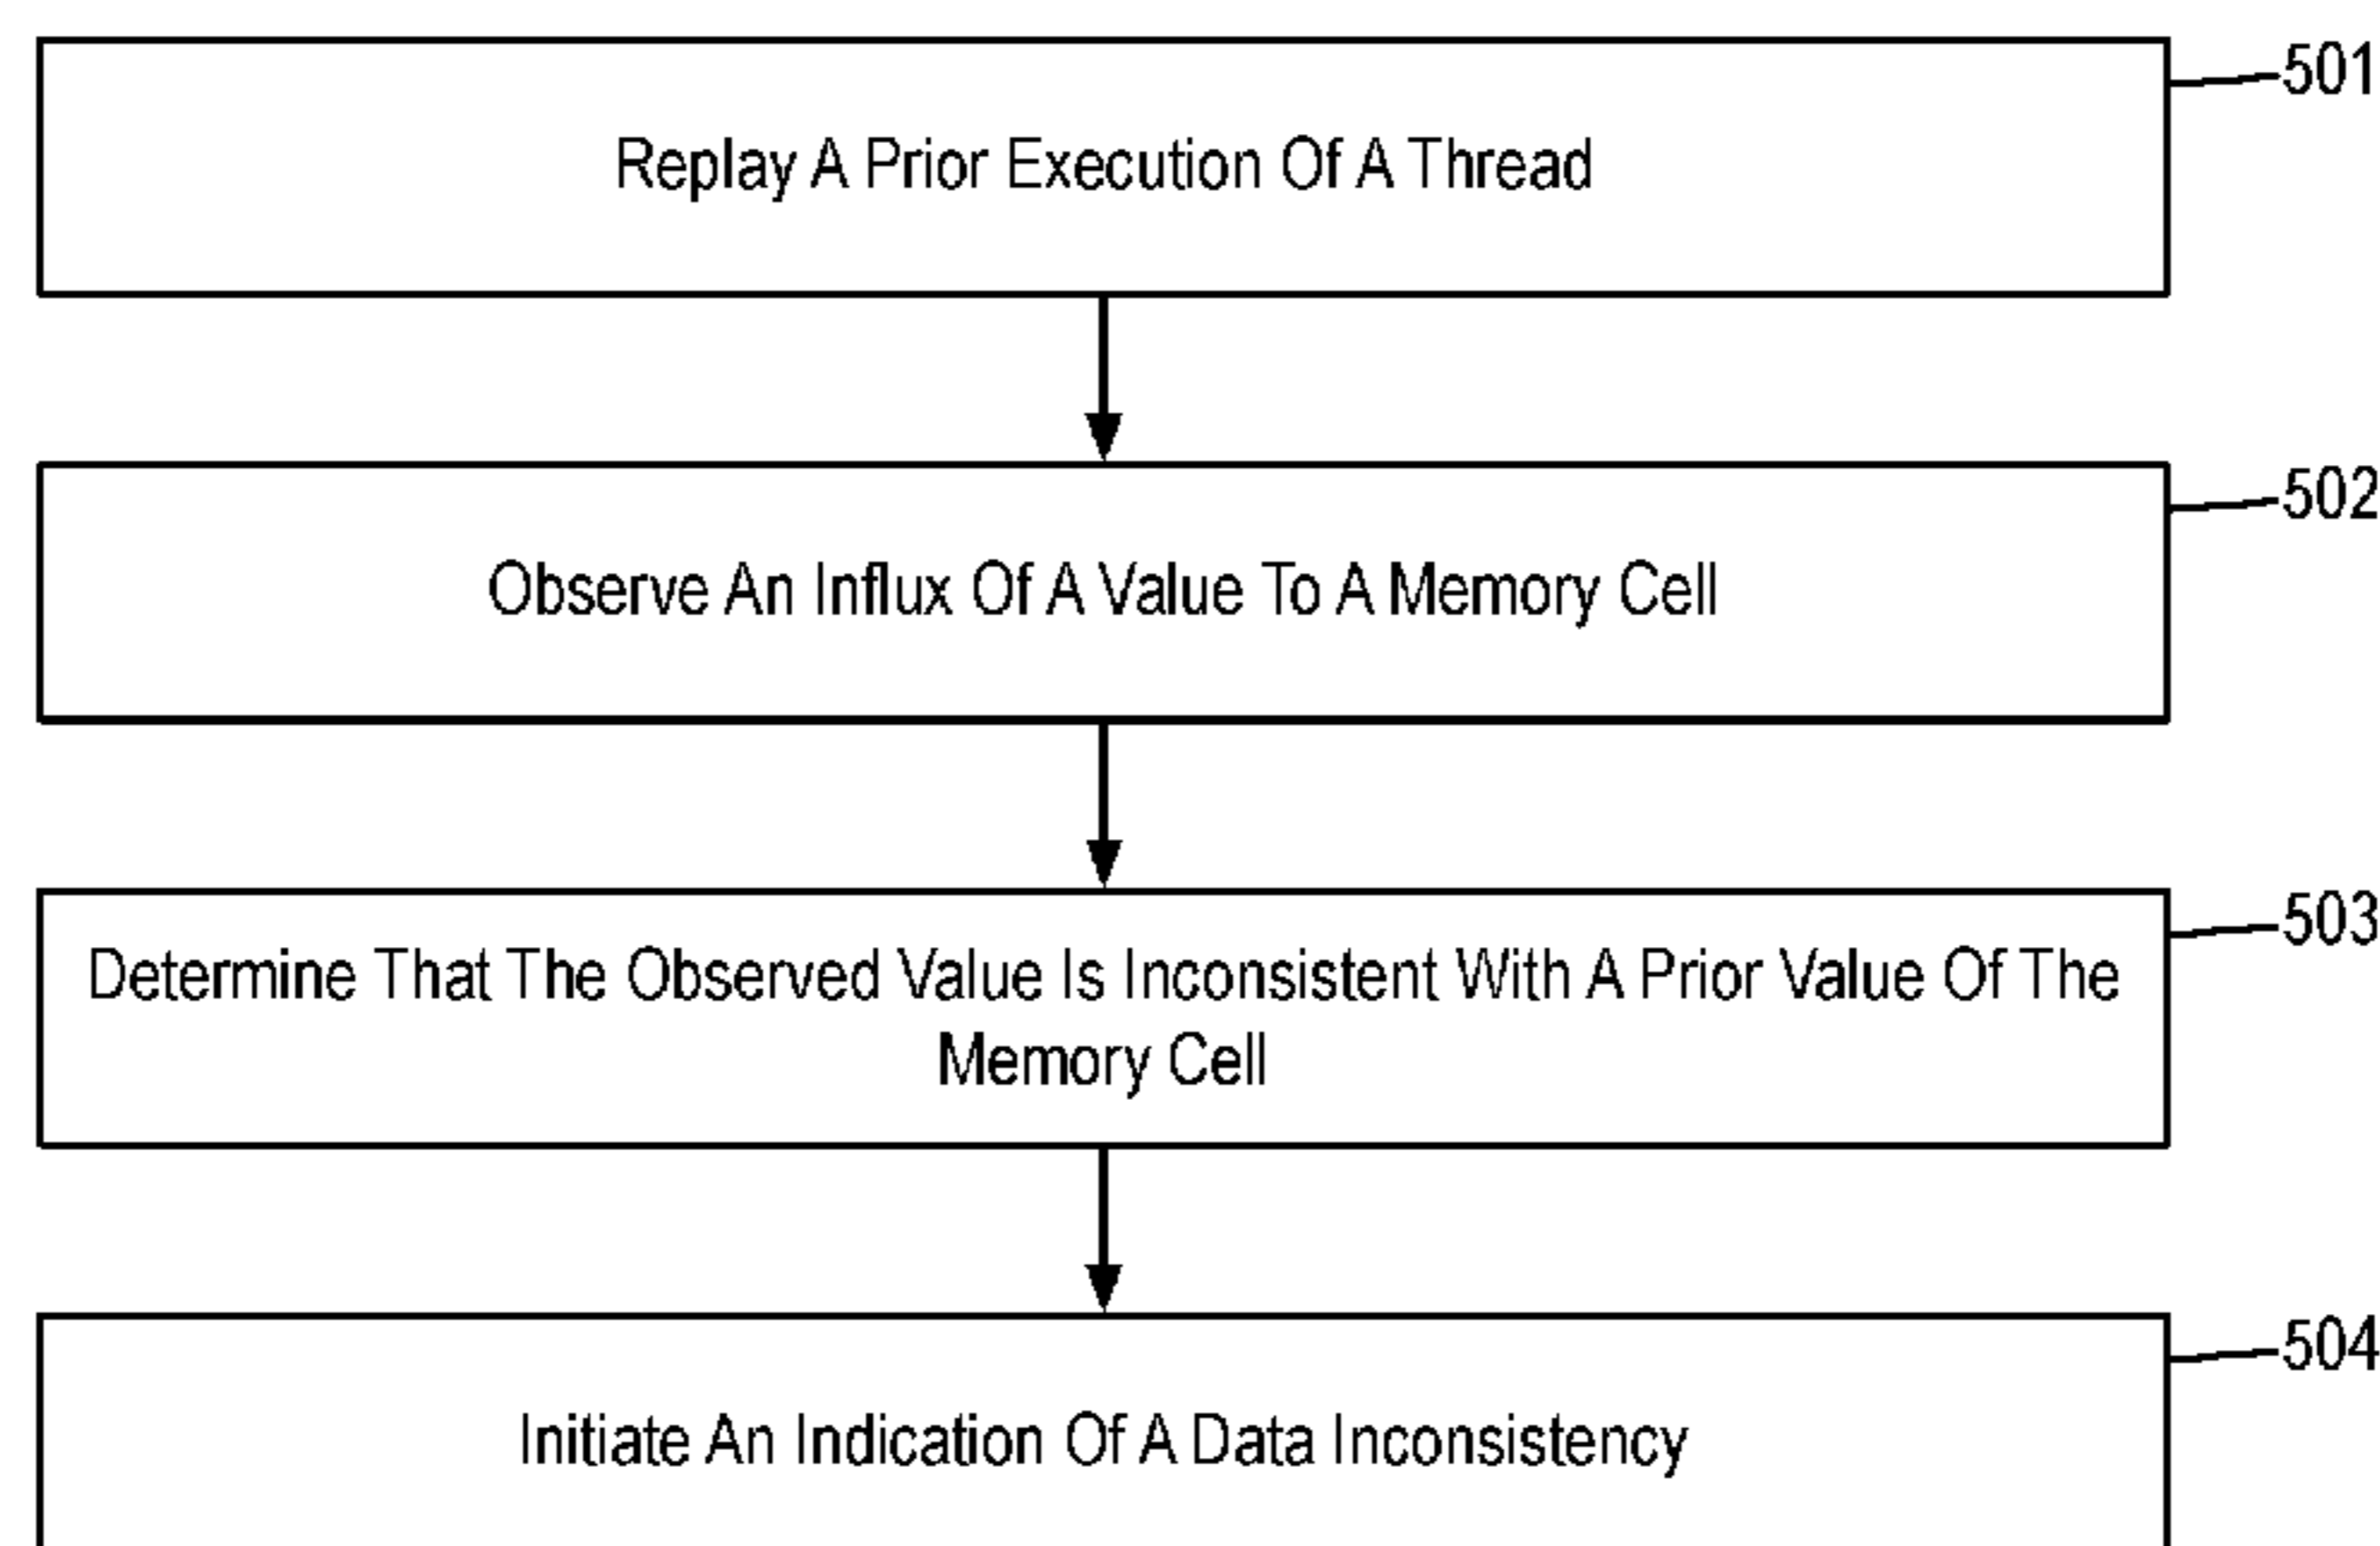 501
Replay A Prior Execution Of A Thread
502
Observe An Influx Of A Value To A Memory Cell
503
Determine That The Observed Value Is Inconsistent With A Prior Value Of The
Memory Cell
504
Initiate An Indication Of A Data Inconsistency